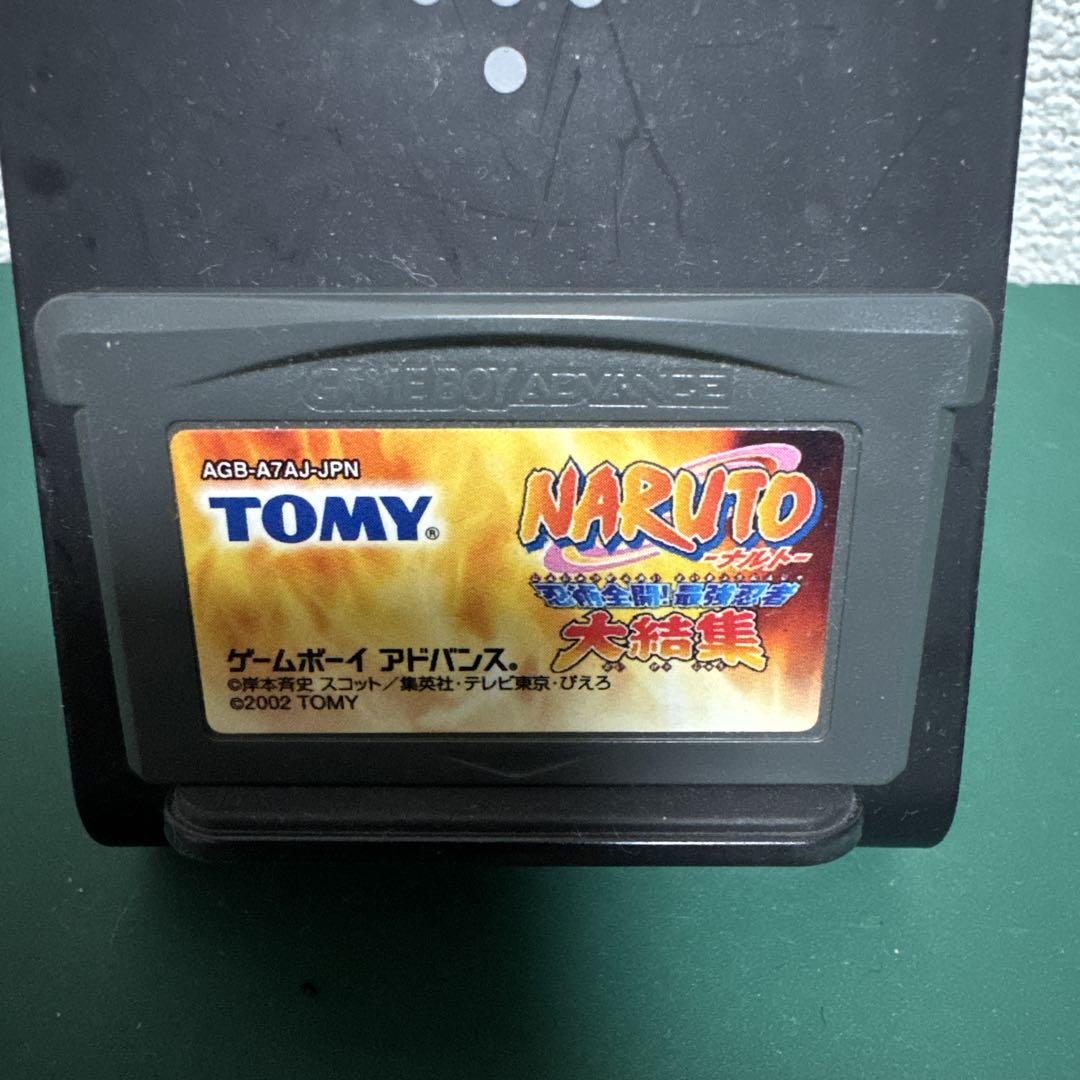 GAME BOY ADVANCE
AGB-A7AJ-JPN
TOMY®
NARUTO
-ナルト-
忍術全開!最強忍者
大結集
ゲームボーイ アドバンス®
©岸本斉史 スコット/集英社・テレビ東京・ぴえろ
©2002 TOMY